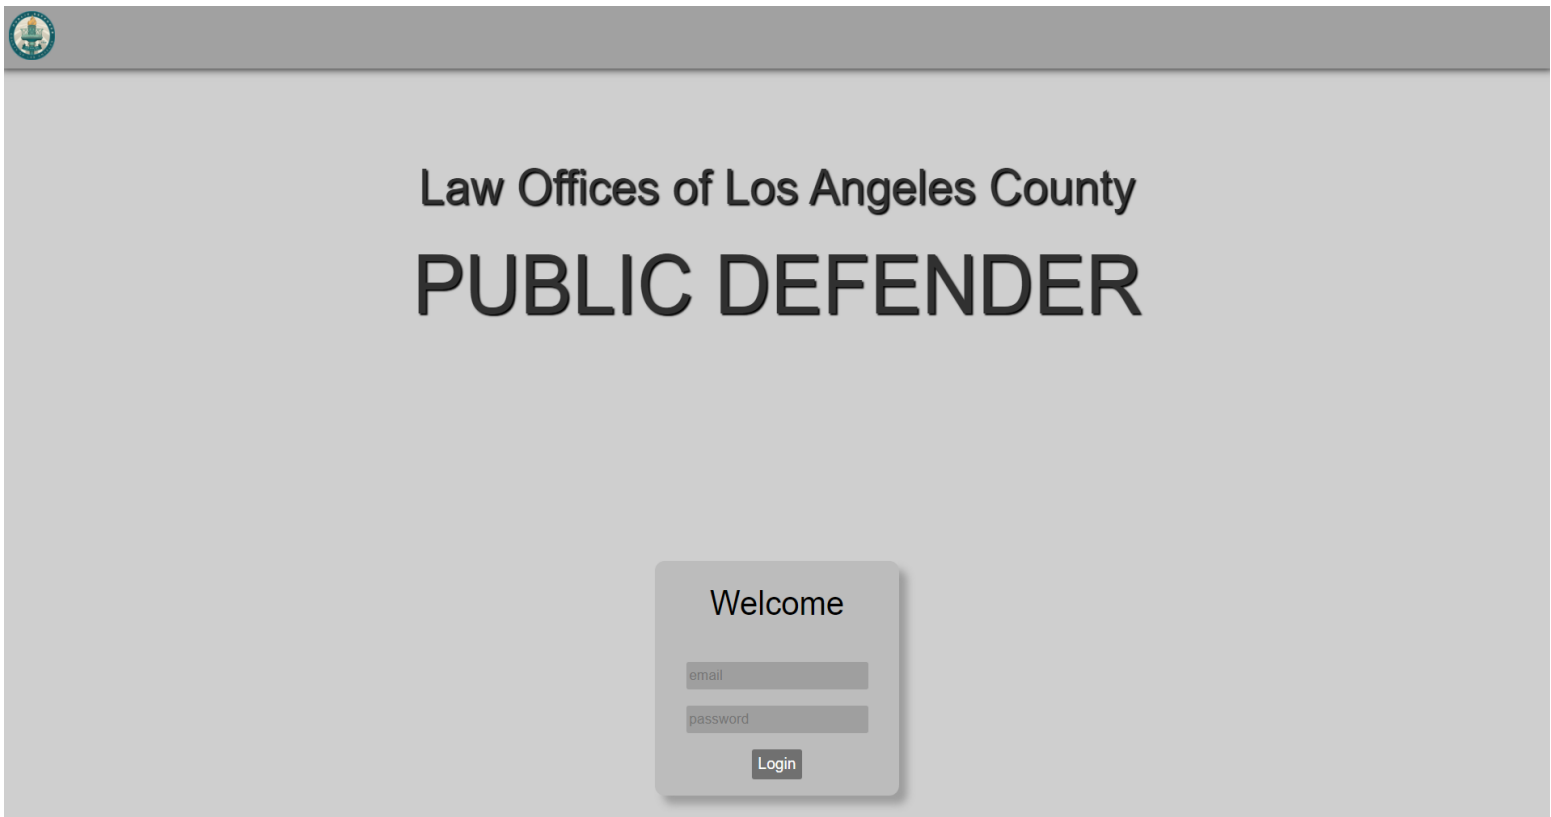 Law Offices of Los Angeles County
PUBLIC DEFENDER
Welcome
email
password
Login